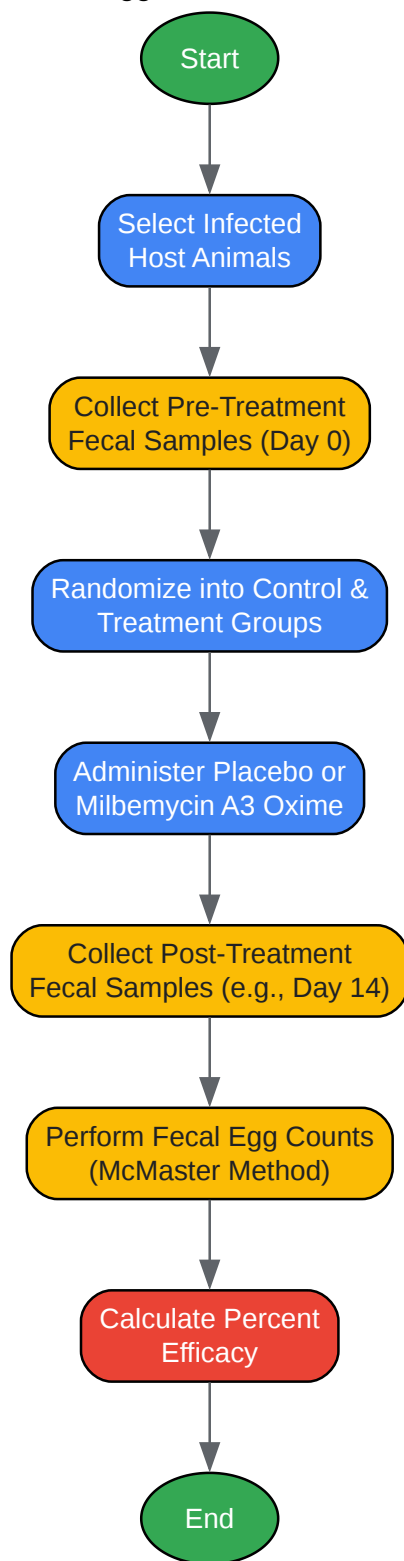 Start
Select Infected
Host Animals
Collect Pre-Treatment
Fecal Samples (Day 0)
Randomize into Control &
Treatment Groups
Administer Placebo or
Milbemycin A3 Oxime
Collect Post-Treatment
Fecal Samples (e.g., Day 14)
Perform Fecal Egg Counts
(McMaster Method)
Calculate Percent
Efficacy
End